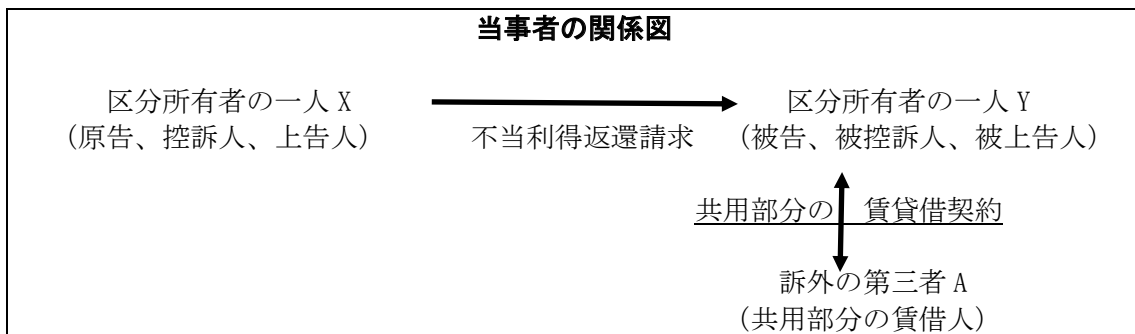 当事者の関係図
区分所有者の一人 X 区分所有者の一人 Y
(原告、控訴人、上告人) 不当利得返還請求 (被告、被控訴人、被上告人)
共用部分の 賃貸借契約
訴外の第三者 A
(共用部分の賃借人)